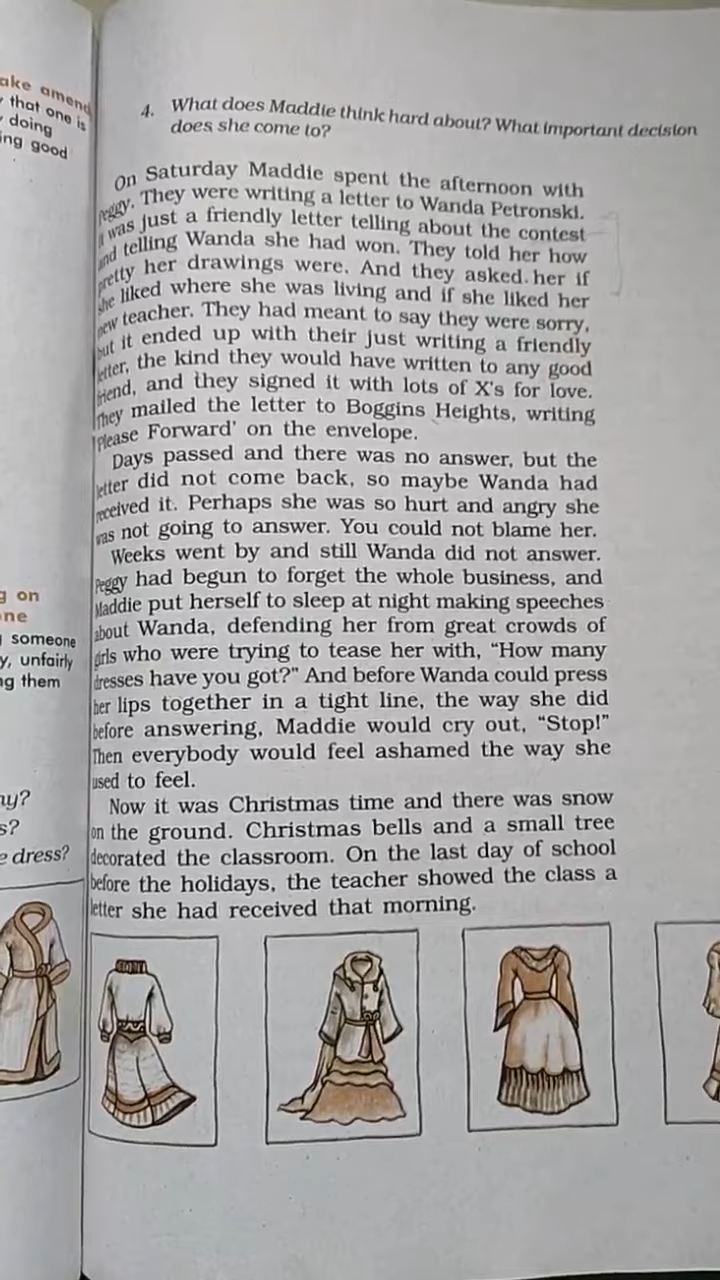 ake amend
that one is
doing
ing good
4. What does Maddie think hard about? What important decision
does she come to?
On Saturday Maddie spent the afternoon with
Peggy. They were writing a letter to Wanda Petronski.
It was just a friendly letter telling about the contest
and telling Wanda she had won. They told her how
pretty her drawings were. And they asked her if
she liked where she was living and if she liked her
new teacher. They had meant to say they were sorry,
but it ended up with their just writing a friendly
letter, the kind they would have written to any good
friend, and they signed it with lots of X's for love.
They mailed the letter to Boggins Heights, writing
'Please Forward' on the envelope.
Days passed and there was no answer, but the
letter did not come back, so maybe Wanda had
received it. Perhaps she was so hurt and angry she
was not going to answer. You could not blame her.
Weeks went by and still Wanda did not answer.
Peggy had begun to forget the whole business, and
Maddie put herself to sleep at night making speeches
about Wanda, defending her from great crowds of
girls who were trying to tease her with, “How many
dresses have you got?” And before Wanda could press
her lips together in a tight line, the way she did
before answering, Maddie would cry out, “Stop!”
Then everybody would feel ashamed the way she
used to feel.
Now it was Christmas time and there was snow
on the ground. Christmas bells and a small tree
decorated the classroom. On the last day of school
before the holidays, the teacher showed the class a
letter she had received that morning.
g on
ne
someone
y, unfairly
ng them
ny?
s?
e dress?